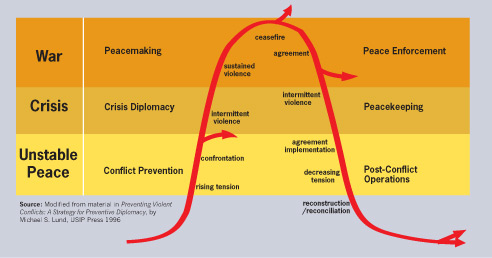 War
Peacemaking
ceasefire
agreement
sustained
violence
Peace Enforcement
Crisis
Crisis Diplomacy
intermittent
violence
intermittent
violence
Peacekeeping
Unstable
Peace
Conflict Prevention
confrontation
rising tension
agreement
implementation
decreasing
tension
reconstruction
/reconciliation
Post-Conflict
Operations
Source: Modified from material in Preventing Violent
Conflicts: A Strategy for Preventive Diplomacy, by
Michael S. Lund, USIP Press 1996